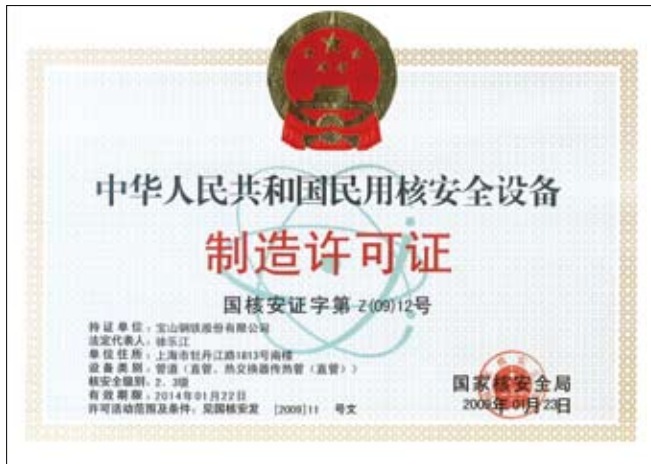 中华人民共和国民用核安全设备
制造许可证
国核安证字第 Z(09)12号
持 证 单 位：宝山钢铁股份有限公司
法定代表人：徐乐江
单 位 住 所：上海市牡丹江路1813号南楼
设 备 类 别：管道（直管、热交换器传热管（直管））
核安全级别：2、3级
有 效 期 限：2014年01月22日
许可活动范围及条件：见国核安发 [2009]11 号文
国家核安全局
2009年01月23日